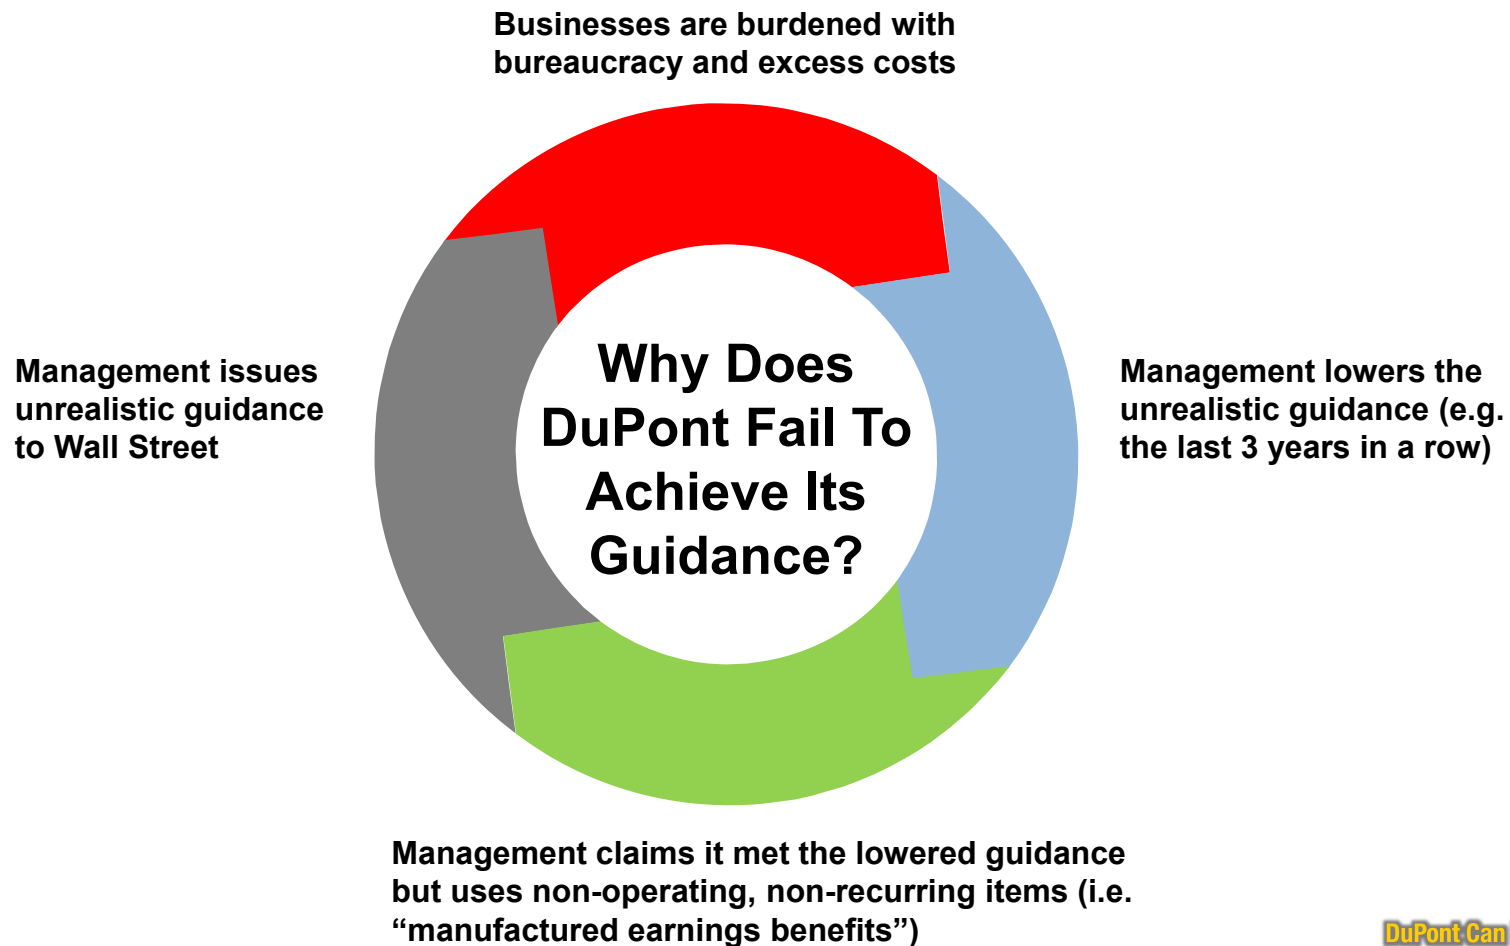 Businesses are burdened with
bureaucracy and excess costs
Management issues
unrealistic guidance
to Wall Street
Why Does
DuPont Fail To
Achieve Its
Guidance?
Management lowers the
unrealistic guidance (e.g.
the last 3 years in a row)
Management claims it met the lowered guidance
but uses non-operating, non-recurring items (i.e.
“manufactured earnings benefits”)
DuPont Can